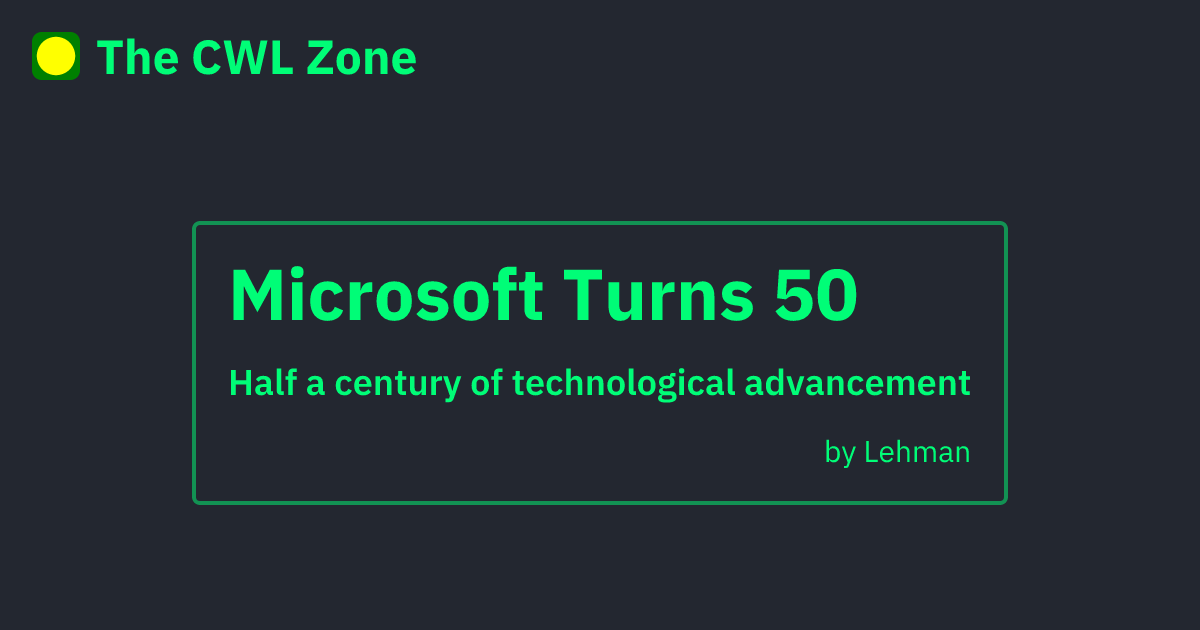 The CWL Zone
Microsoft Turns 50
Half a century of technological advancement
by Lehman